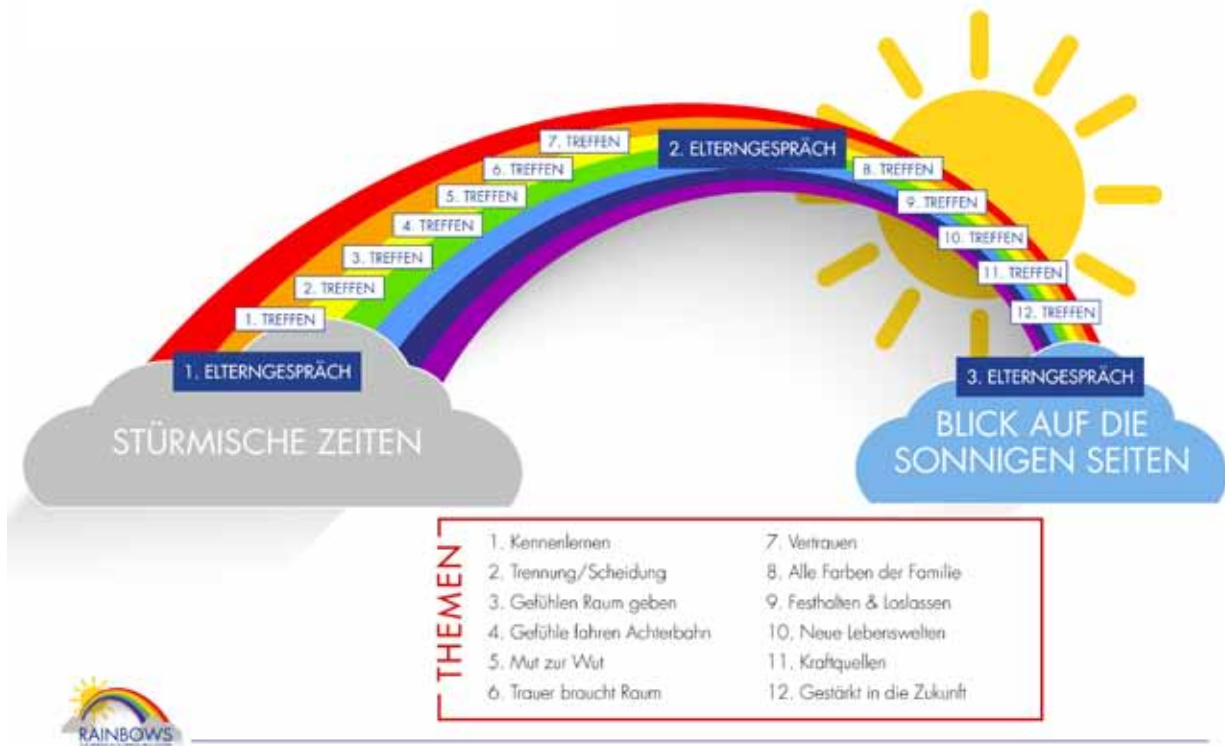 7. TREFFEN
6. TREFFEN
5. TREFFEN
4. TREFFEN
3. TREFFEN
2. TREFFEN
1. TREFFEN
1. ELTERNGESPRÄCH
STÜRMISCHE ZEITEN
2. ELTERNGESPRÄCH
8. TREFFEN
9. TREFFEN
10. TREFFEN
11. TREFFEN
12. TREFFEN
3. ELTERNGESPRÄCH
BLICK AUF DIE
SONNIGEN SEITEN
THEMEN
1. Kennenlernen
2. Trennung/Scheidung
3. Gefühlen Raum geben
4. Gefühle fahren Achterbahn
5. Mut zur Wut
6. Trauer braucht Raum
7. Vertrauen
8. Alle Farben der Familie
9. Festhalten & Loslassen
10. Neue Lebenswelten
11. Kraftquellen
12. Gestärkt in die Zukunft
RAINBOWS